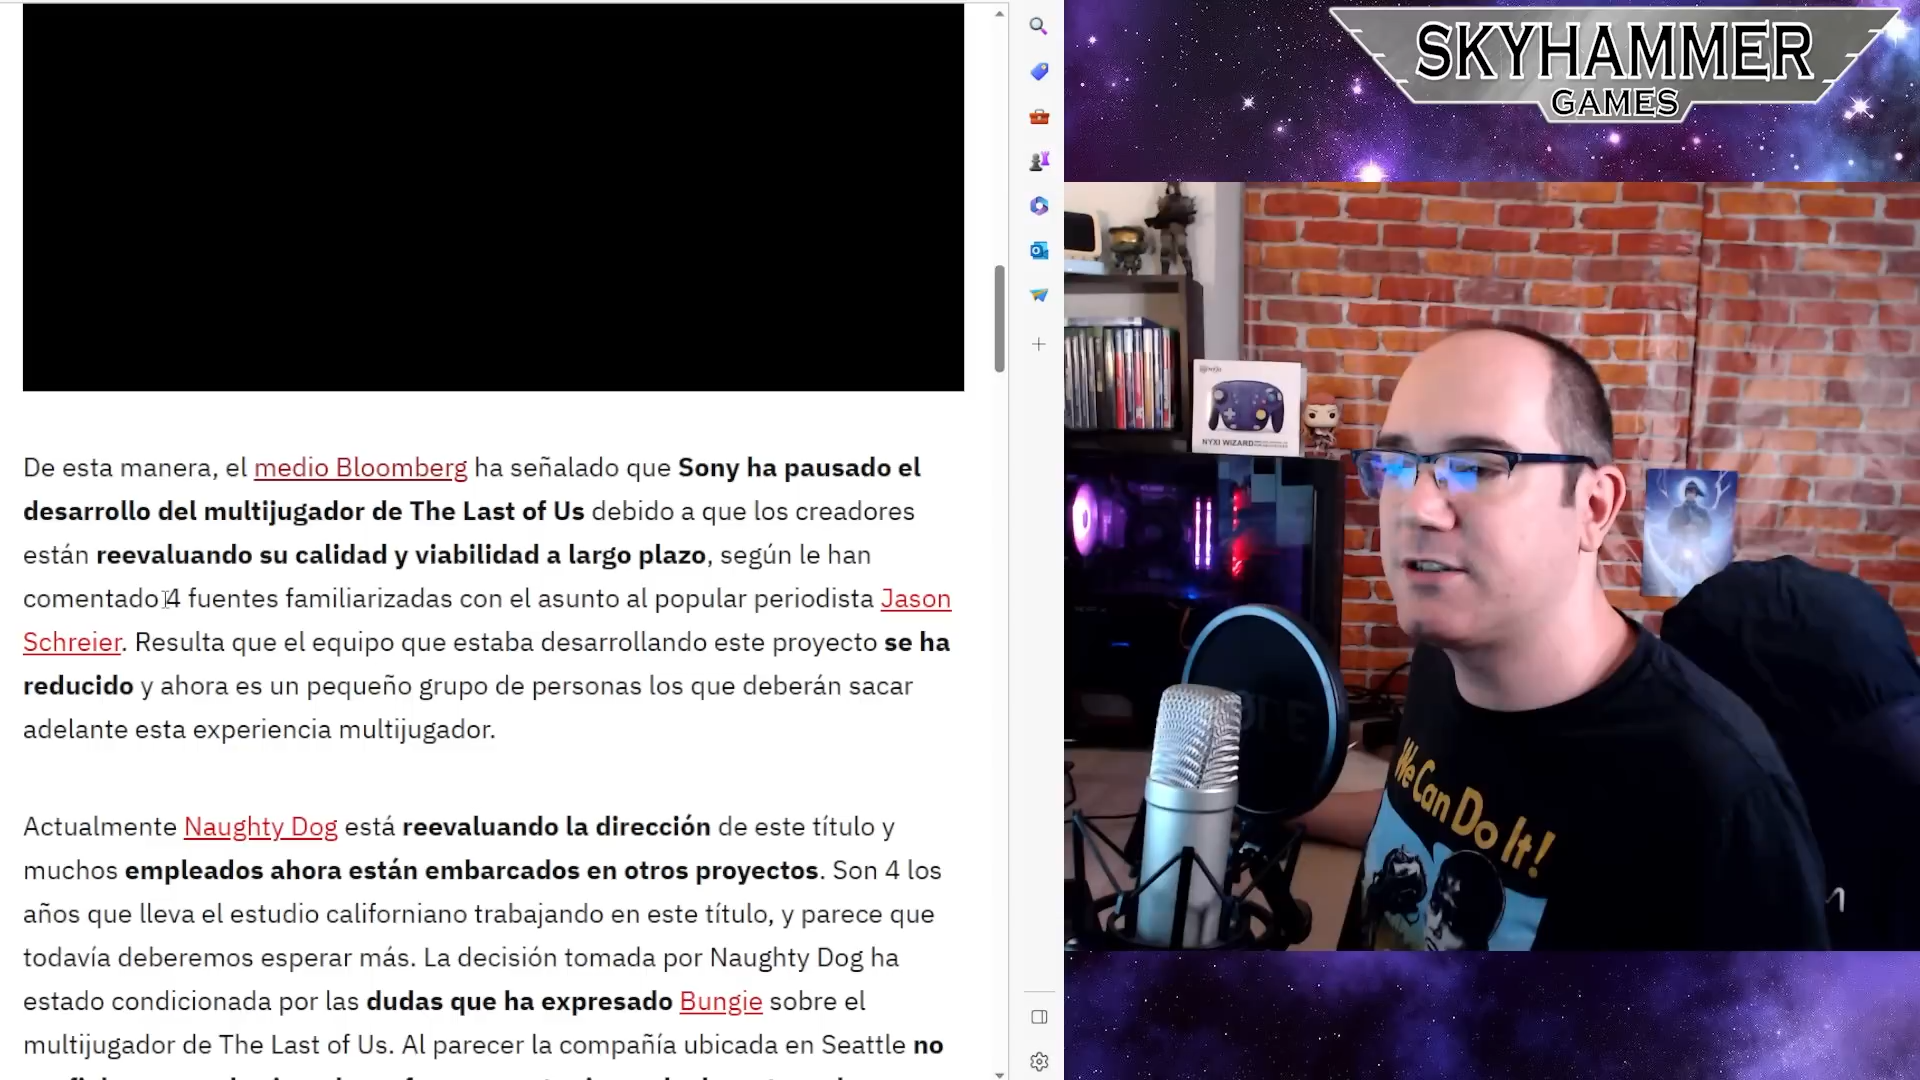 SKYHAMMER
GAMES
De esta manera, el medio Bloomberg ha señalado que Sony ha pausado el
desarrollo del multijugador de The Last of Us debido a que los creadores
están reevaluando su calidad y viabilidad a largo plazo, según le han
comentado 4 fuentes familiarizadas con el asunto al popular periodista Jason
Schreier. Resulta que el equipo que estaba desarrollando este proyecto se ha
reducido y ahora es un pequeño grupo de personas los que deberán sacar
adelante esta experiencia multijugador.
Actualmente Naughty Dog está reevaluando la dirección de este título y
muchos empleados ahora están embarcados en otros proyectos. Son 4 los
años que lleva el estudio californiano trabajando en este título, y parece que
todavía deberemos esperar más. La decisión tomada por Naughty Dog ha
estado condicionada por las dudas que ha expresado Bungie sobre el
multijugador de The Last of Us. Al parecer la compañía ubicada en Seattle no
NYXI WIZARD
We Can Do It!